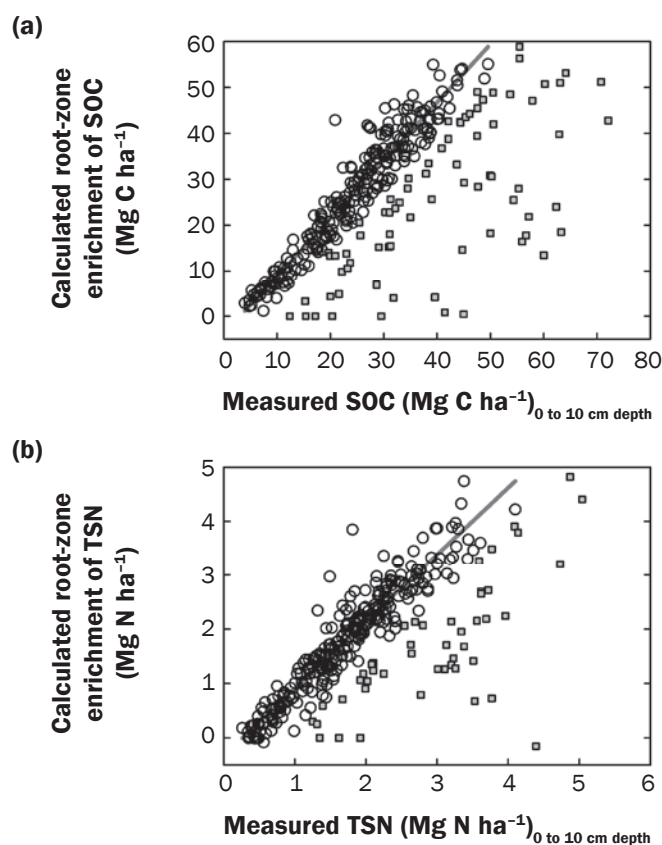 (a)
Calculated root-zone
enrichment of SOC
(Mg C ha⁻¹)
60
50
40
30
20
10
0
0 10 20 30 40 50 60 70 80
Measured SOC (Mg C ha⁻¹)0 to 10 cm depth
(b)
Calculated root-zone
enrichment of TSN
(Mg N ha⁻¹)
5
4
3
2
1
0
0 1 2 3 4 5 6
Measured TSN (Mg N ha⁻¹)0 to 10 cm depth